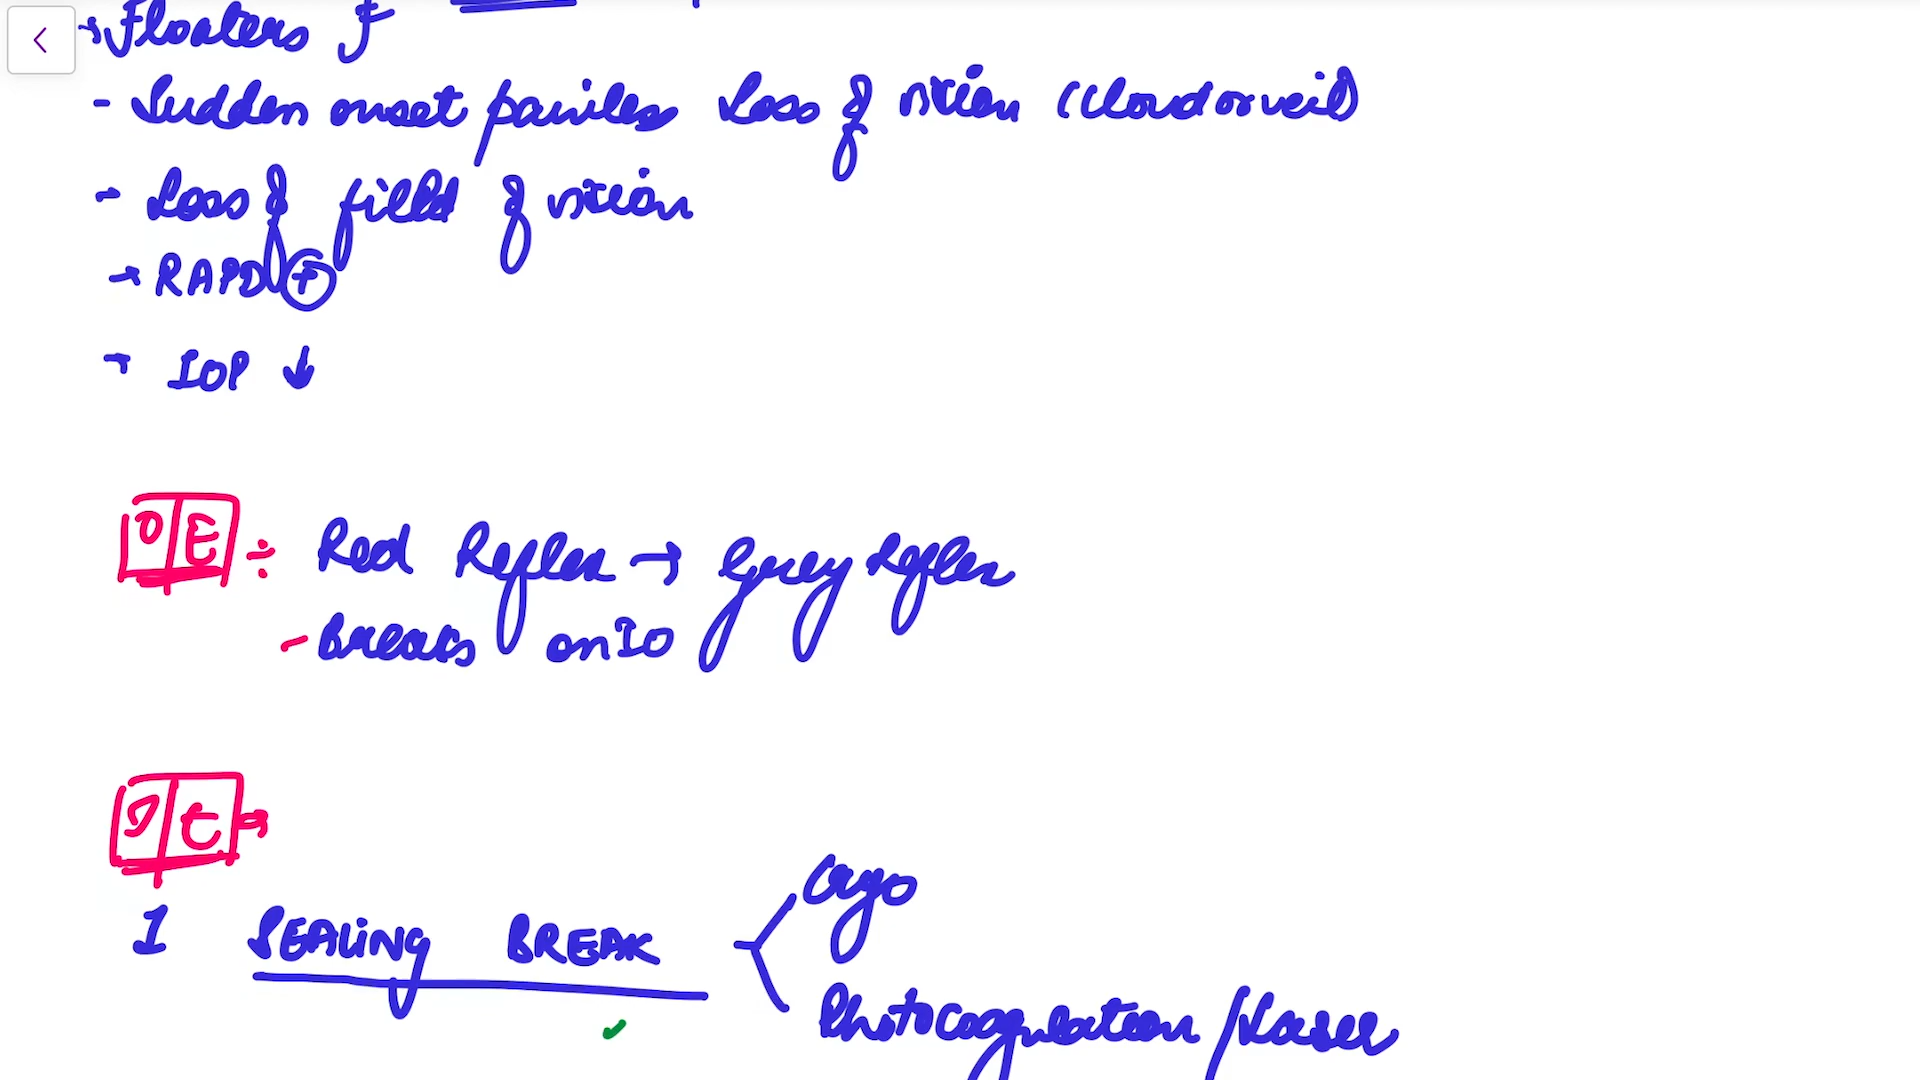 → Floaters
- Sudden onset painless Loss of vision (cloud or veil)
- Loss of field of vision
→ RAPD ⊕
→ IOP ↓
O/E ÷ Red Reflex → Grey Reflex
- Breaks on IO
t →
I SEALING BREAK
Cryo
Photocoagulation / Laser